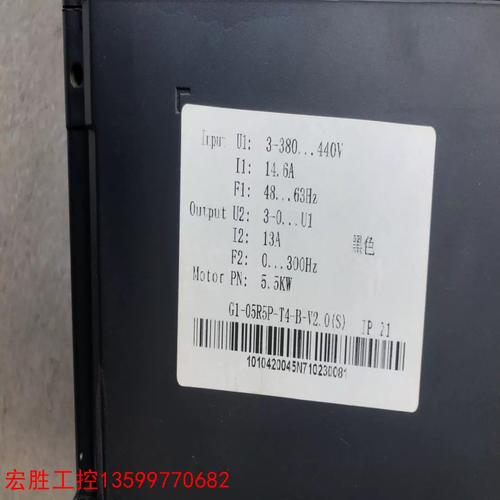 Input U1: 3-380...440V
I1: 14.6A
F1: 48...63Hz
Output U2: 3-0...U1
I2: 13A
黑色
F2: 0...300Hz
Motor PN: 5.5KW
G1-05R5P-T4-B-V2.0(S) IP 21
1010420045N710230081
宏胜工控13599770682